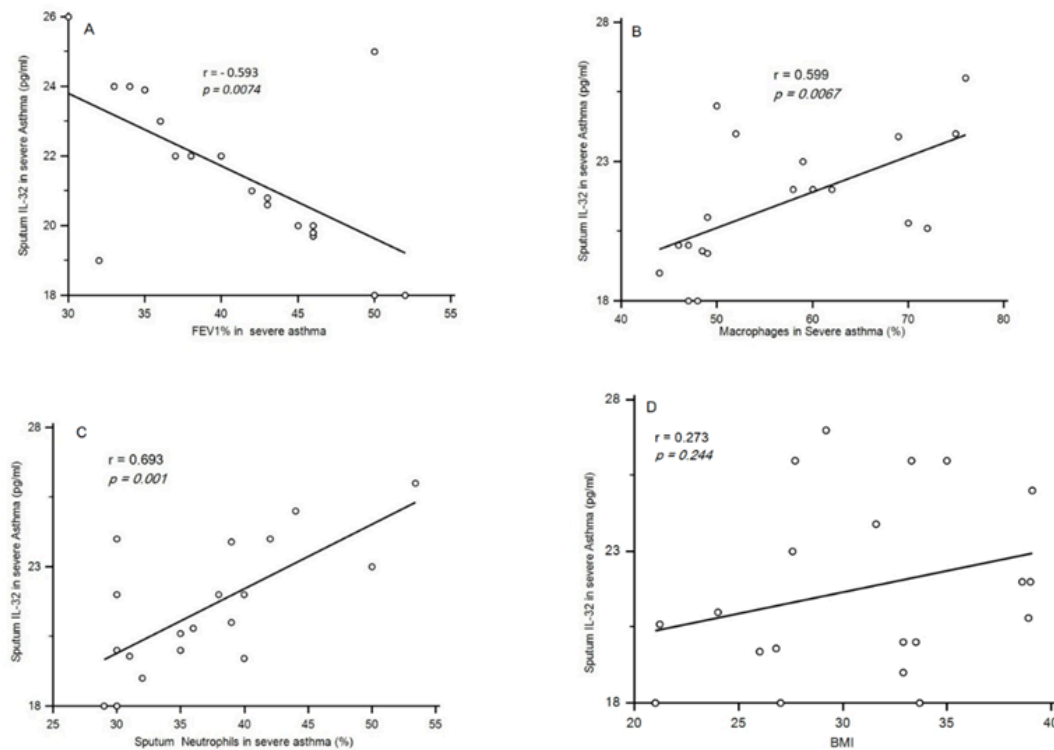 A
r = - 0.593
p = 0.0074
Sputum IL-32 in severe Asthma (pg/ml)
26
24
22
20
18
30 35 40 45 50 55
FEV1% in severe asthma
B
r = 0.599
p = 0.0067
Sputum IL-32 in severe Asthma (pg/ml)
28
23
18
40 50 60 70 80
Macrophages in Severe asthma (%)
C
r = 0.693
p = 0.001
Sputum IL-32 in severe Asthma (pg/ml)
28
23
18
25 30 35 40 45 50 55
Sputum Neutrophils in severe asthma (%)
D
r = 0.273
p = 0.244
Sputum IL-32 in severe Asthma (pg/ml)
28
23
18
20 25 30 35 40
BMI